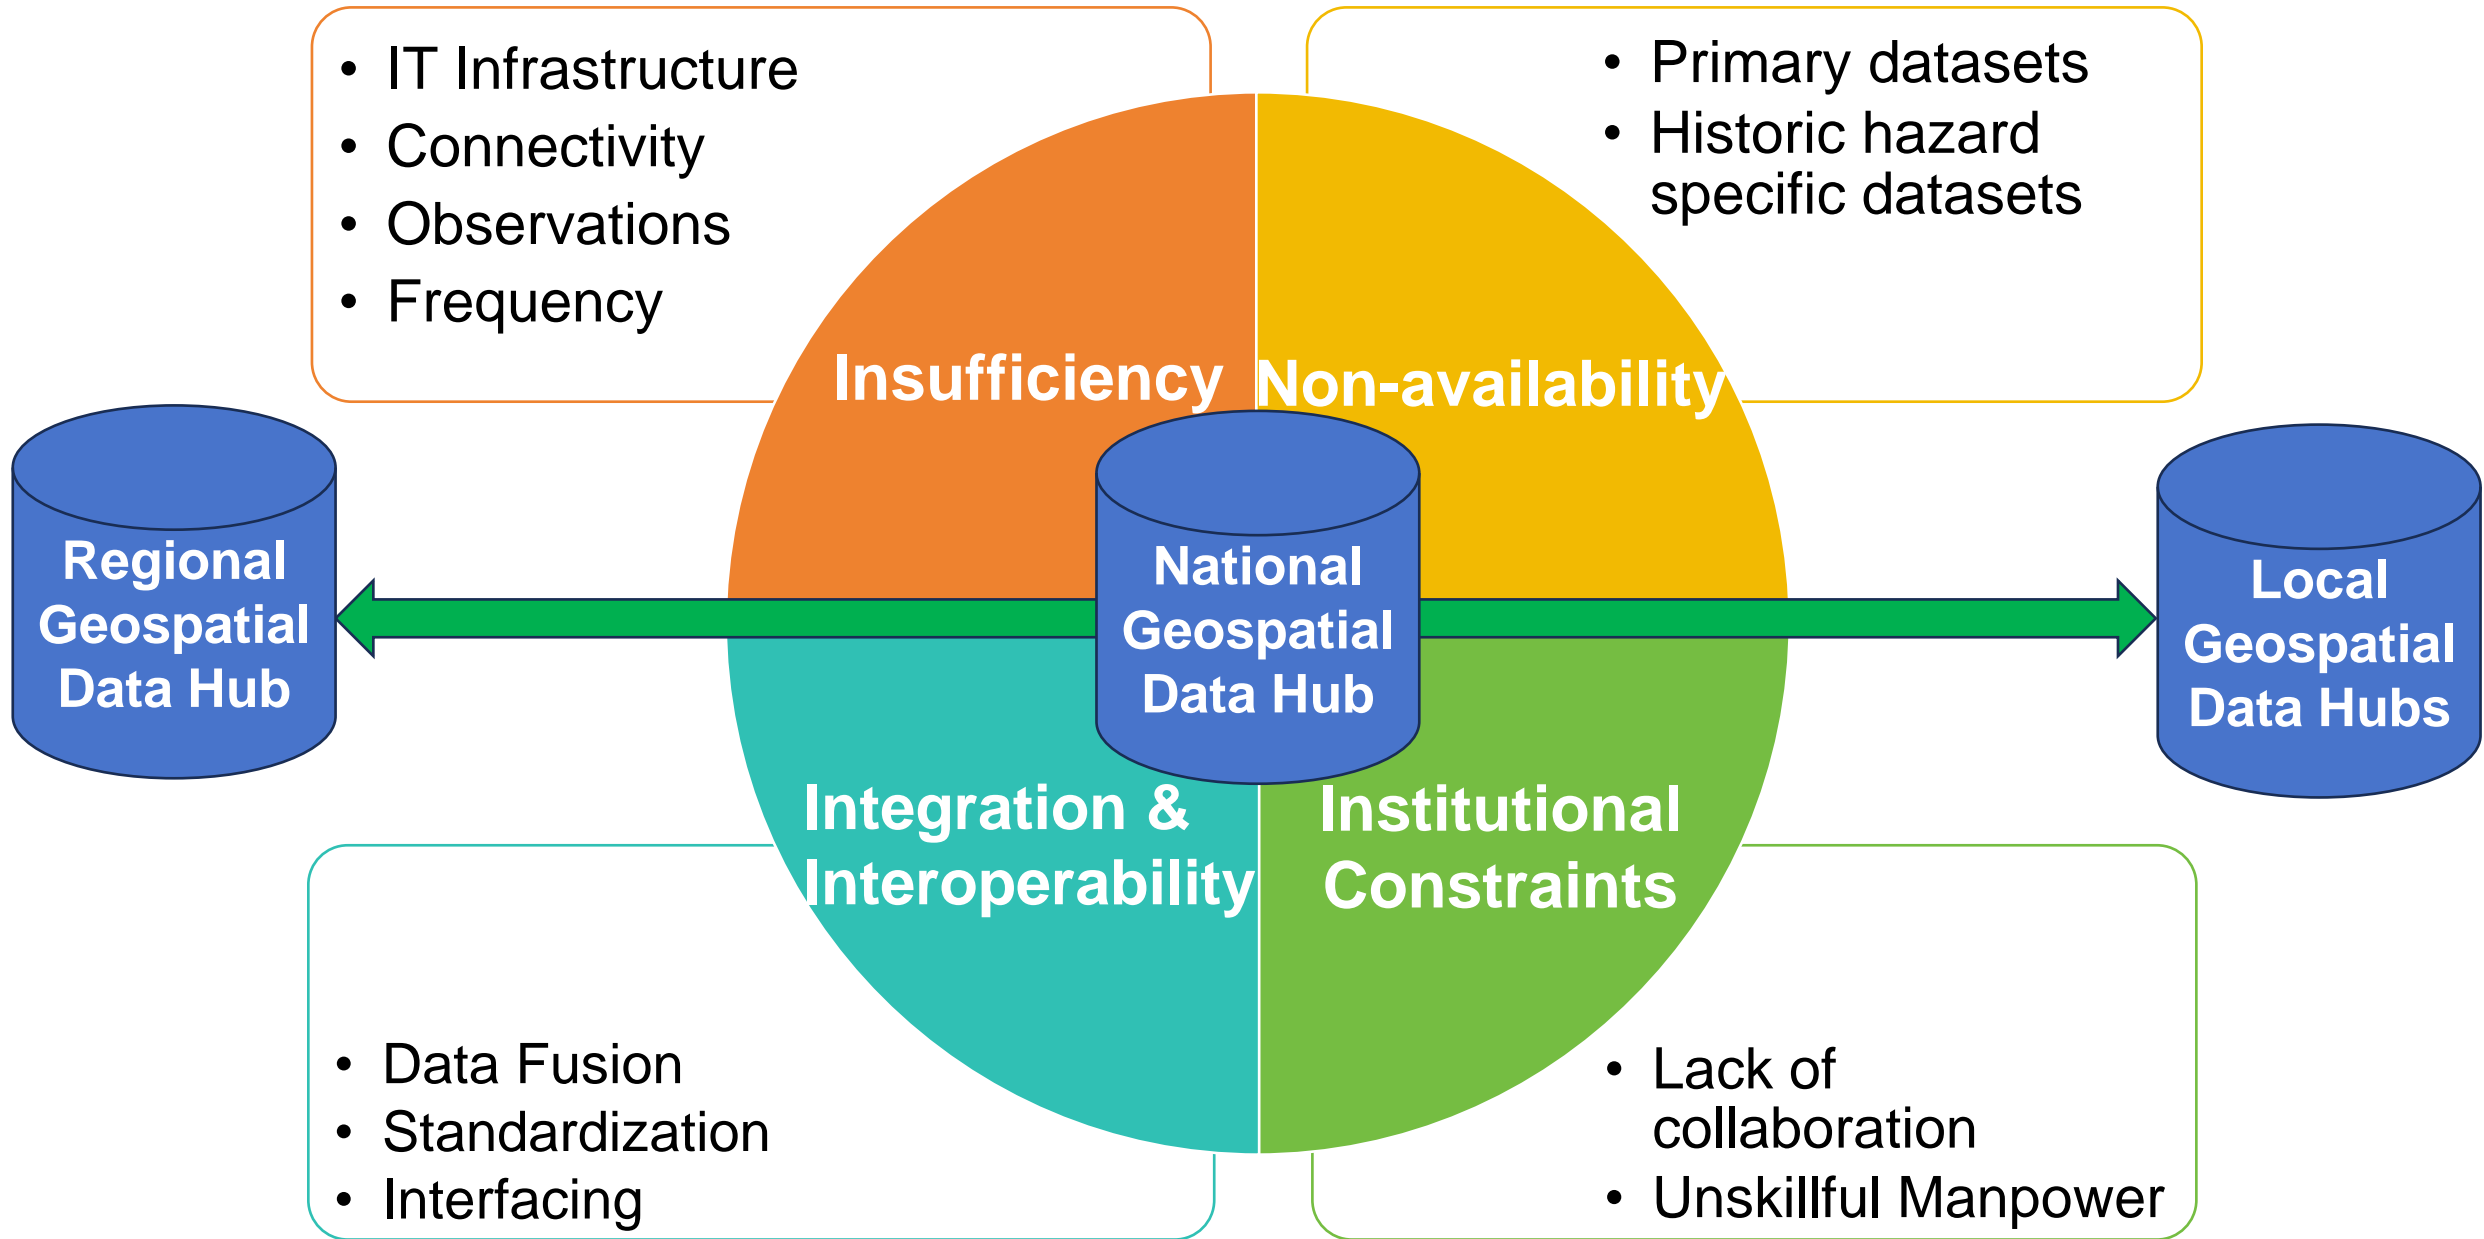 • IT Infrastructure
• Connectivity
• Observations
• Frequency
• Primary datasets
• Historic hazard
specific datasets
Insufficiency
Non-availability
Regional
Geospatial
Data Hub
National
Geospatial
Data Hub
Local
Geospatial
Data Hubs
Integration &
Interoperability
Institutional
Constraints
• Data Fusion
• Standardization
• Interfacing
• Lack of
collaboration
• Unskillful Manpower